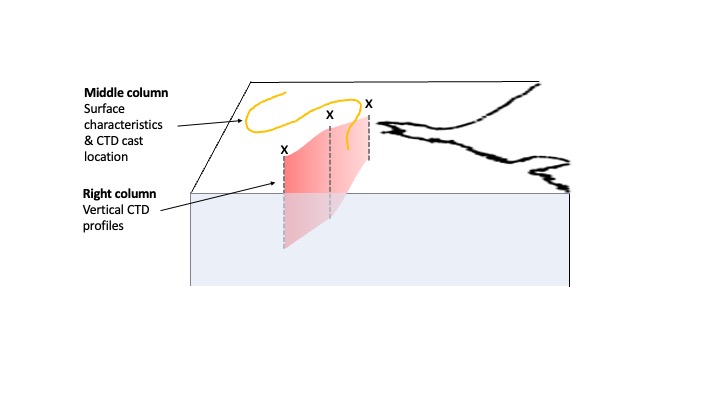 Middle column
Surface
characteristics
& CTD cast
location
X
X
X
Right column
Vertical CTD
profiles